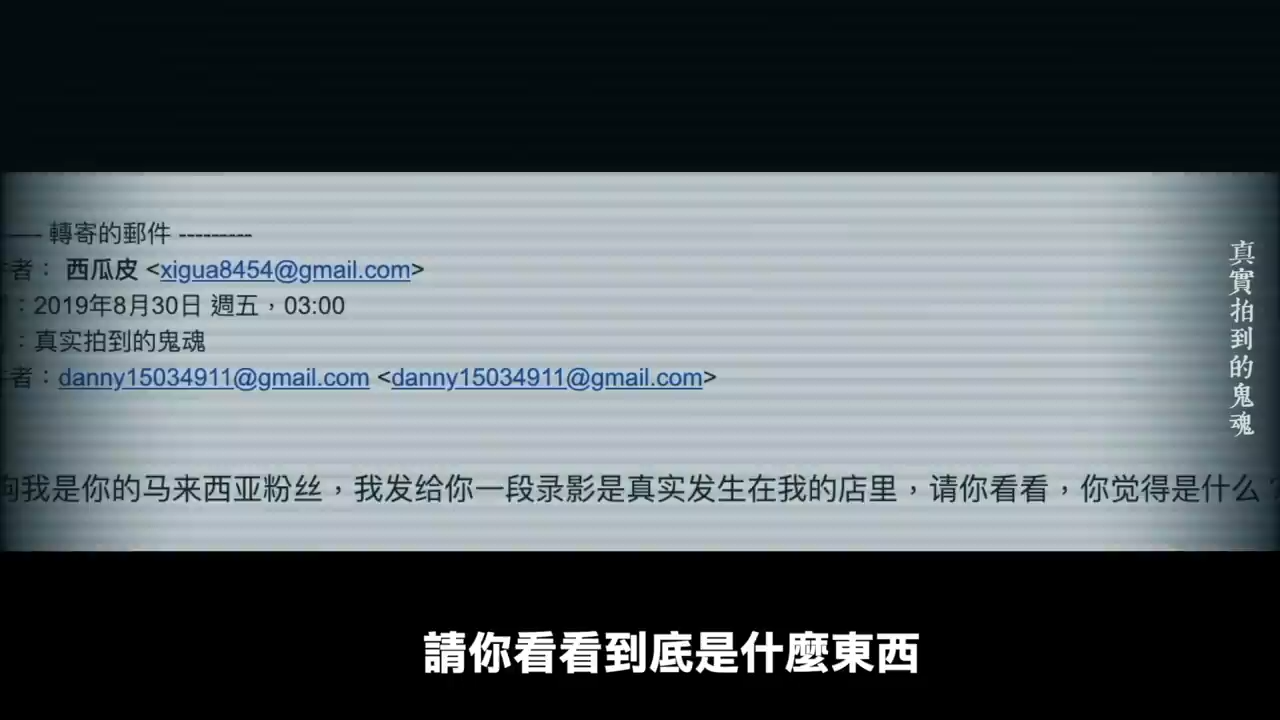 轉寄的郵件 ---------
者： 西瓜皮 <xigua8454@gmail.com>
：2019年8月30日 週五，03:00
：真实拍到的鬼魂
者：danny15034911@gmail.com <danny15034911@gmail.com>
我是你的马来西亚粉丝，我发给你一段录影是真实发生在我的店里，请你看看，你觉得是什么
真實拍到的鬼魂
請你看看到底是什麼東西